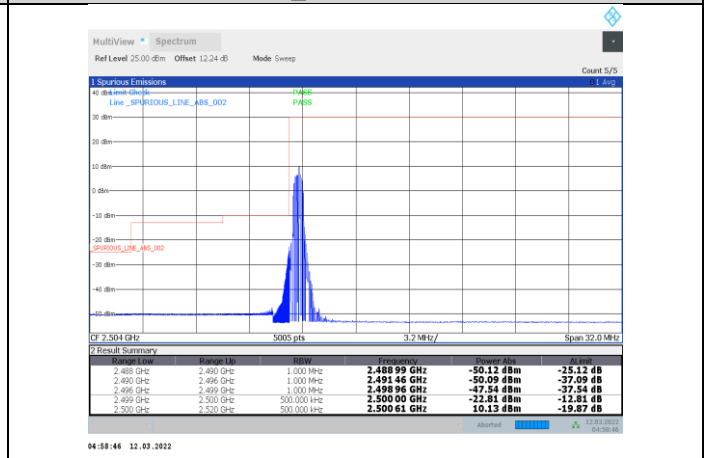 MultiView Spectrum
Ref Level 25.00 dBm Offset 12.24 dB Mode Sweep
Count 5/5
1 Spurious Emissions 1 Avg
40 dBm Limit Check PASS
Line _SPURIOUS_LINE_ABS_002 PASS
30 dBm
20 dBm
10 dBm
0 dBm
-10 dBm
-20 dBm
_SPURIOUS_LINE_ABS_002
-30 dBm
-40 dBm
-50 dBm
CF 2.504 GHz 5005 pts 3.2 MHz/ Span 32.0 MHz
2 Result Summary
Range Low Range Up RBW Frequency Power Abs ΔLimit
2.488 GHz 2.490 GHz 1.000 MHz 2.488 99 GHz -50.12 dBm -25.12 dB
2.490 GHz 2.496 GHz 1.000 MHz 2.491 46 GHz -50.09 dBm -37.09 dB
2.496 GHz 2.499 GHz 1.000 MHz 2.498 96 GHz -47.54 dBm -37.54 dB
2.499 GHz 2.500 GHz 500.000 kHz 2.500 00 GHz -22.81 dBm -12.81 dB
2.500 GHz 2.520 GHz 500.000 kHz 2.500 61 GHz 10.13 dBm -19.87 dB
Aborted 12.03.2022
04:58:46
04:58:46 12.03.2022